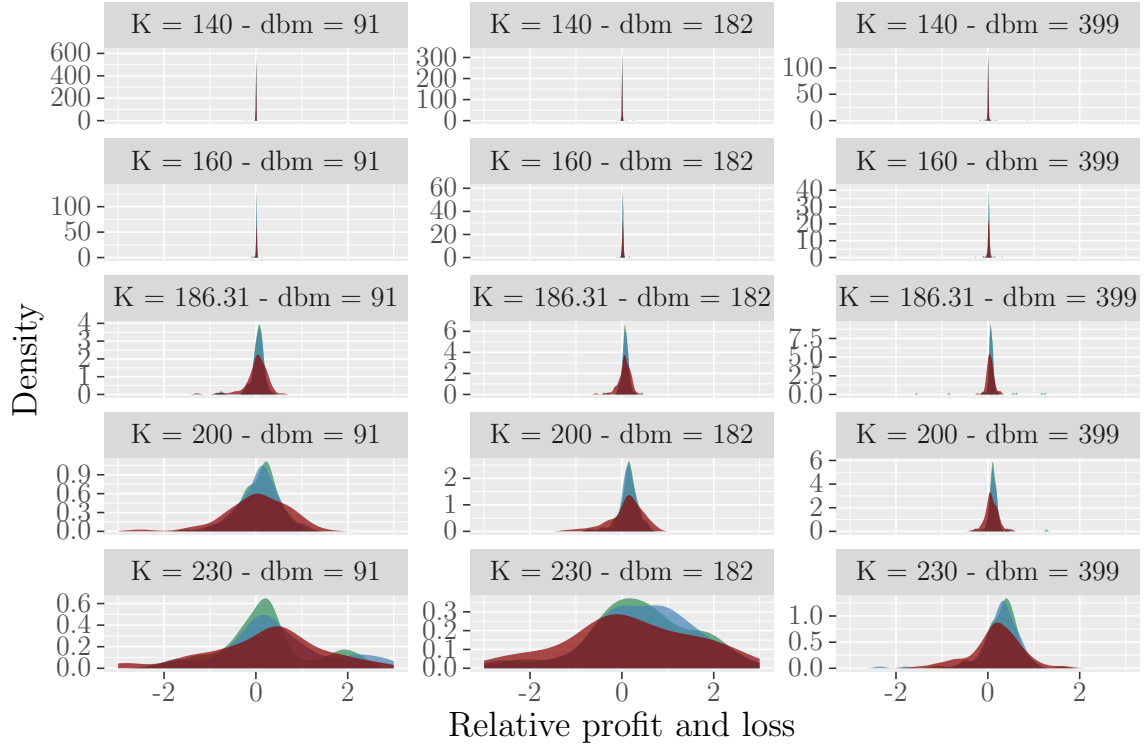 K = 140 - dbm = 91
K = 140 - dbm = 182
K = 140 - dbm = 399
600
400
200
0
300
200
100
0
100
50
0
K = 160 - dbm = 91
K = 160 - dbm = 182
K = 160 - dbm = 399
100
50
0
60
40
20
0
40
30
20
10
0
K = 186.31 - dbm = 91
K = 186.31 - dbm = 182
K = 186.31 - dbm = 399
4
3
2
1
0
6
4
2
0
7.5
5.0
2.5
0.0
Density
K = 200 - dbm = 91
K = 200 - dbm = 182
K = 200 - dbm = 399
0.9
0.6
0.3
0.0
2
1
0
6
4
2
0
K = 230 - dbm = 91
K = 230 - dbm = 182
K = 230 - dbm = 399
0.6
0.4
0.2
0.0
0.3
0.2
0.1
0.0
1.0
0.5
0.0
-2 0 2
-2 0 2
-2 0 2
Relative profit and loss